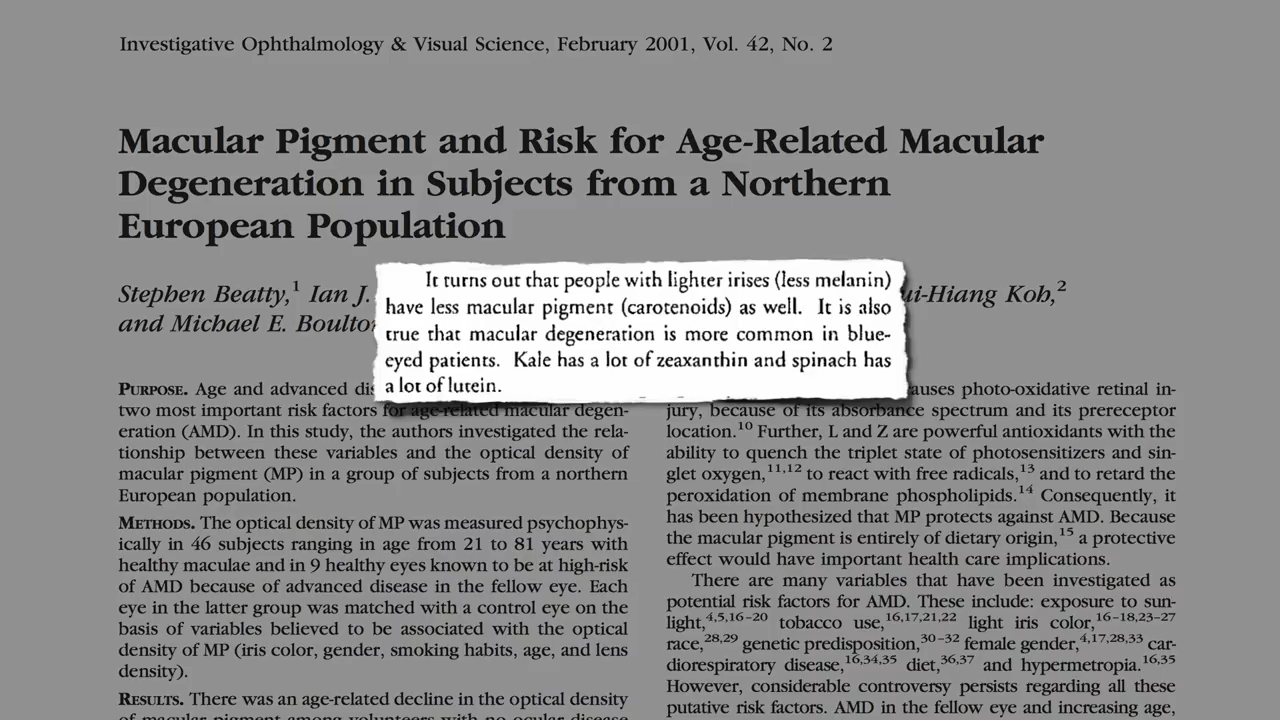 Investigative Ophthalmology & Visual Science, February 2001, Vol. 42, No. 2
Macular Pigment and Risk for Age-Related Macular
Degeneration in Subjects from a Northern
European Population
Stephen Beatty,1 Ian J. ui-Hiang Koh,2
and Michael E. Boulto
It turns out that people with lighter irises (less melanin)
have less macular pigment (carotenoids) as well. It is also
true that macular degeneration is more common in blue-
eyed patients. Kale has a lot of zeaxanthin and spinach has
a lot of lutein.
PURPOSE. Age and advanced dis
two most important risk factors for age-related macular degen-
eration (AMD). In this study, the authors investigated the rela-
tionship between these variables and the optical density of
macular pigment (MP) in a group of subjects from a northern
European population.
METHODS. The optical density of MP was measured psychophys-
ically in 46 subjects ranging in age from 21 to 81 years with
healthy maculae and in 9 healthy eyes known to be at high-risk
of AMD because of advanced disease in the fellow eye. Each
eye in the latter group was matched with a control eye on the
basis of variables believed to be associated with the optical
density of MP (iris color, gender, smoking habits, age, and lens
density).
RESULTS. There was an age-related decline in the optical density
of macular pigment among volunteers with no ocular disease
auses photo-oxidative retinal in-
jury, because of its absorbance spectrum and its prereceptor
location.10 Further, L and Z are powerful antioxidants with the
ability to quench the triplet state of photosensitizers and sin-
glet oxygen,11,12 to react with free radicals,13 and to retard the
peroxidation of membrane phospholipids.14 Consequently, it
has been hypothesized that MP protects against AMD. Because
the macular pigment is entirely of dietary origin,15 a protective
effect would have important health care implications.
There are many variables that have been investigated as
potential risk factors for AMD. These include: exposure to sun-
light,4,5,16–20 tobacco use,16,17,21,22 light iris color,16–18,23–27
race,28,29 genetic predisposition,30–32 female gender,4,17,28,33 car-
diorespiratory disease,16,34,35 diet,36,37 and hypermetropia.16,35
However, considerable controversy persists regarding all these
putative risk factors. AMD in the fellow eye and increasing age,